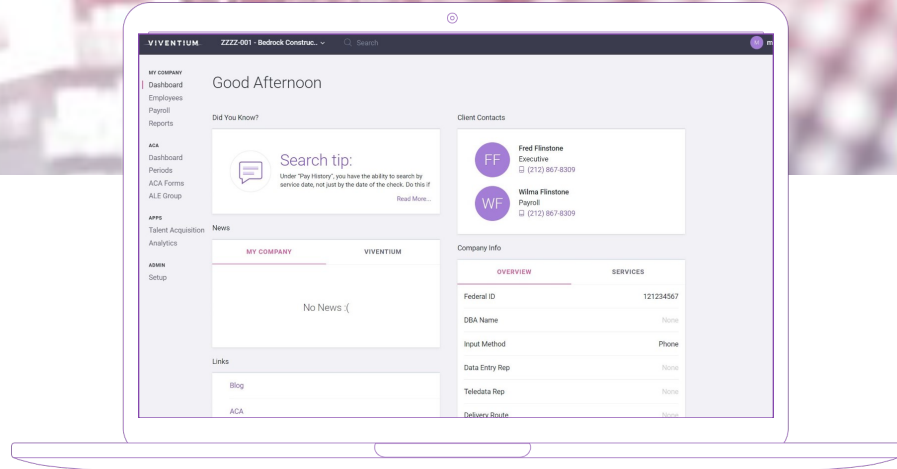 VIVENTIUM
ZZZZ-001 - Bedrock Construc..
Search
M
m
MY COMPANY
Dashboard
Employees
Payroll
Reports
ACA
Dashboard
Periods
ACA Forms
ALE Group
APPS
Talent Acquisition
Analytics
ADMIN
Setup
Good Afternoon
Did You Know?
Search tip:
Under "Pay History", you have the ability to search by
service date, not just by the date of the check. Do this if
Read More...
News
MY COMPANY
VIVENTIUM
No News :(
Links
Blog
ACA
Client Contacts
FF
Fred Flinstone
Executive
(212) 867-8309
WF
Wilma Flinstone
Payroll
(212) 867-8309
Company Info
OVERVIEW
SERVICES
Federal ID 121234567
DBA Name None
Input Method Phone
Data Entry Rep None
Teledata Rep None
Delivery Route None